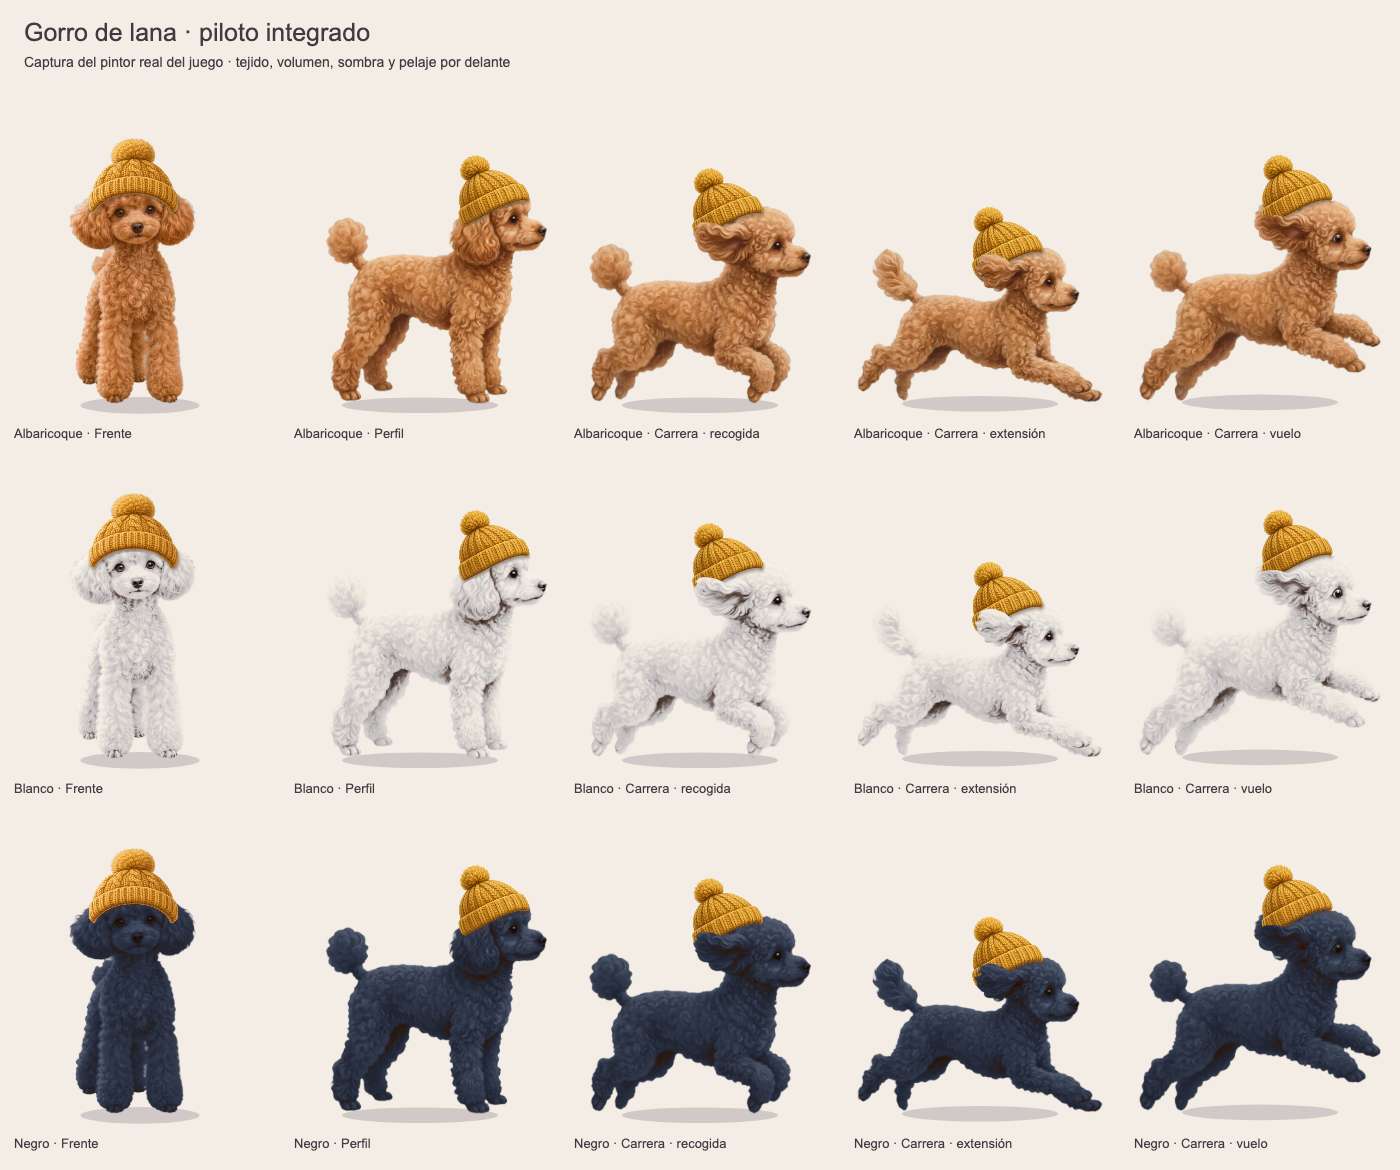 Gorro de lana · piloto integrado
Captura del pintor real del juego · tejido, volumen, sombra y pelaje por delante
Albaricoque · Frente
Albaricoque · Perfil
Albaricoque · Carrera · recogida
Albaricoque · Carrera · extensión
Albaricoque · Carrera · vuelo
Blanco · Frente
Blanco · Perfil
Blanco · Carrera · recogida
Blanco · Carrera · extensión
Blanco · Carrera · vuelo
Negro · Frente
Negro · Perfil
Negro · Carrera · recogida
Negro · Carrera · extensión
Negro · Carrera · vuelo